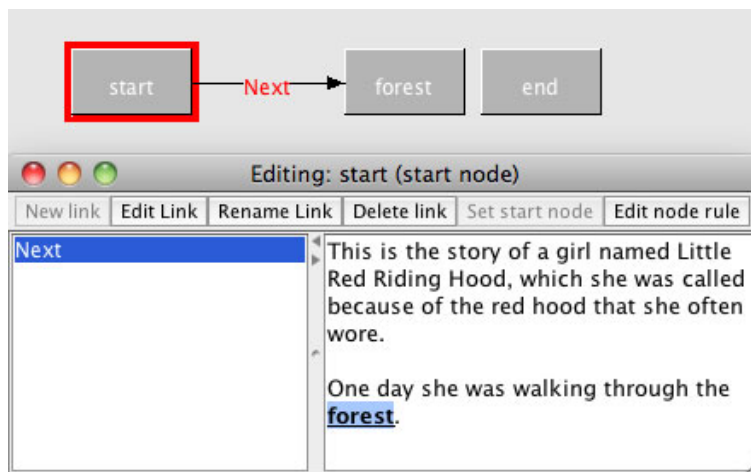 start Next forest end
Editing: start (start node)
New link Edit Link Rename Link Delete link Set start node Edit node rule
Next
This is the story of a girl named Little
Red Riding Hood, which she was called
because of the red hood that she often
wore.
One day she was walking through the
forest.